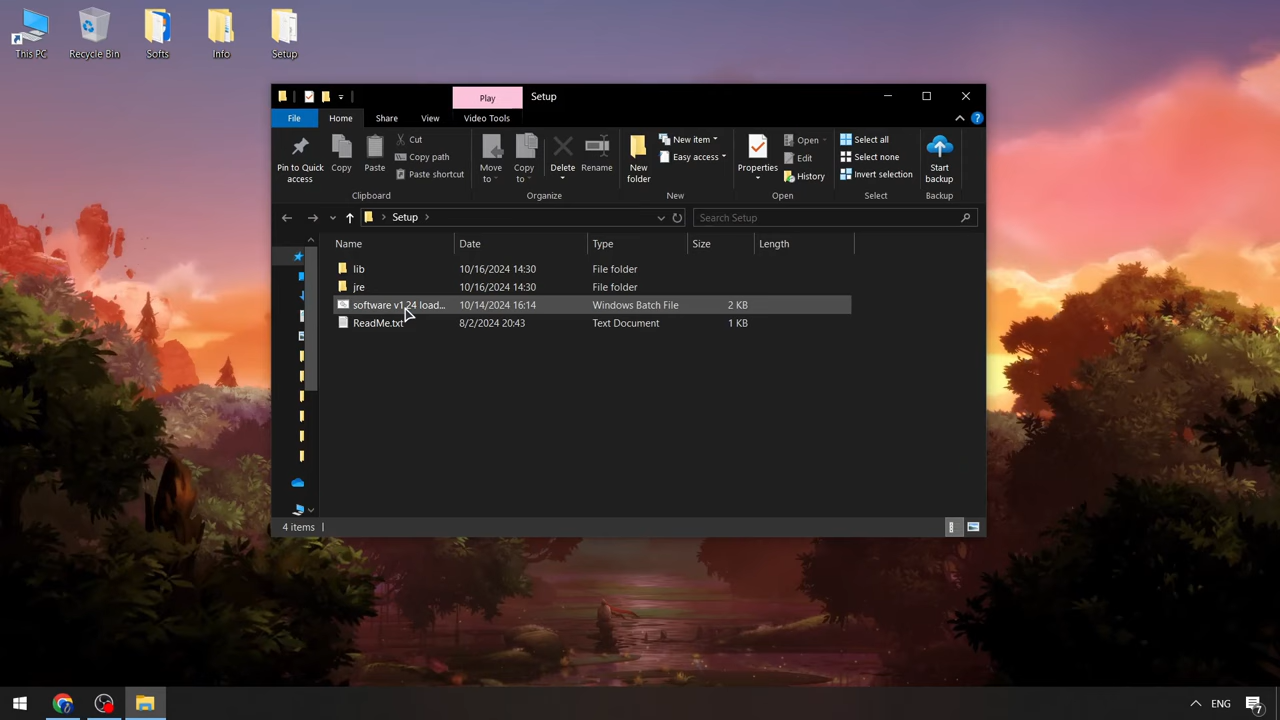 This PC
Recycle Bin
Softs
Info
Setup
Play
Setup
File
Home
Share
View
Video Tools
Pin to Quick access
Copy
Paste
Cut
Copy path
Paste shortcut
Clipboard
Move to
Copy to
Delete
Rename
Organize
New folder
New item
Easy access
New
Properties
Open
Edit
History
Open
Select all
Select none
Invert selection
Select
Start backup
Backup
Setup
Search Setup
Name Date Type Size Length
lib 10/16/2024 14:30 File folder
jre 10/16/2024 14:30 File folder
software v1.24 load... 10/14/2024 16:14 Windows Batch File 2 KB
ReadMe.txt 8/2/2024 20:43 Text Document 1 KB
4 items
ENG
7